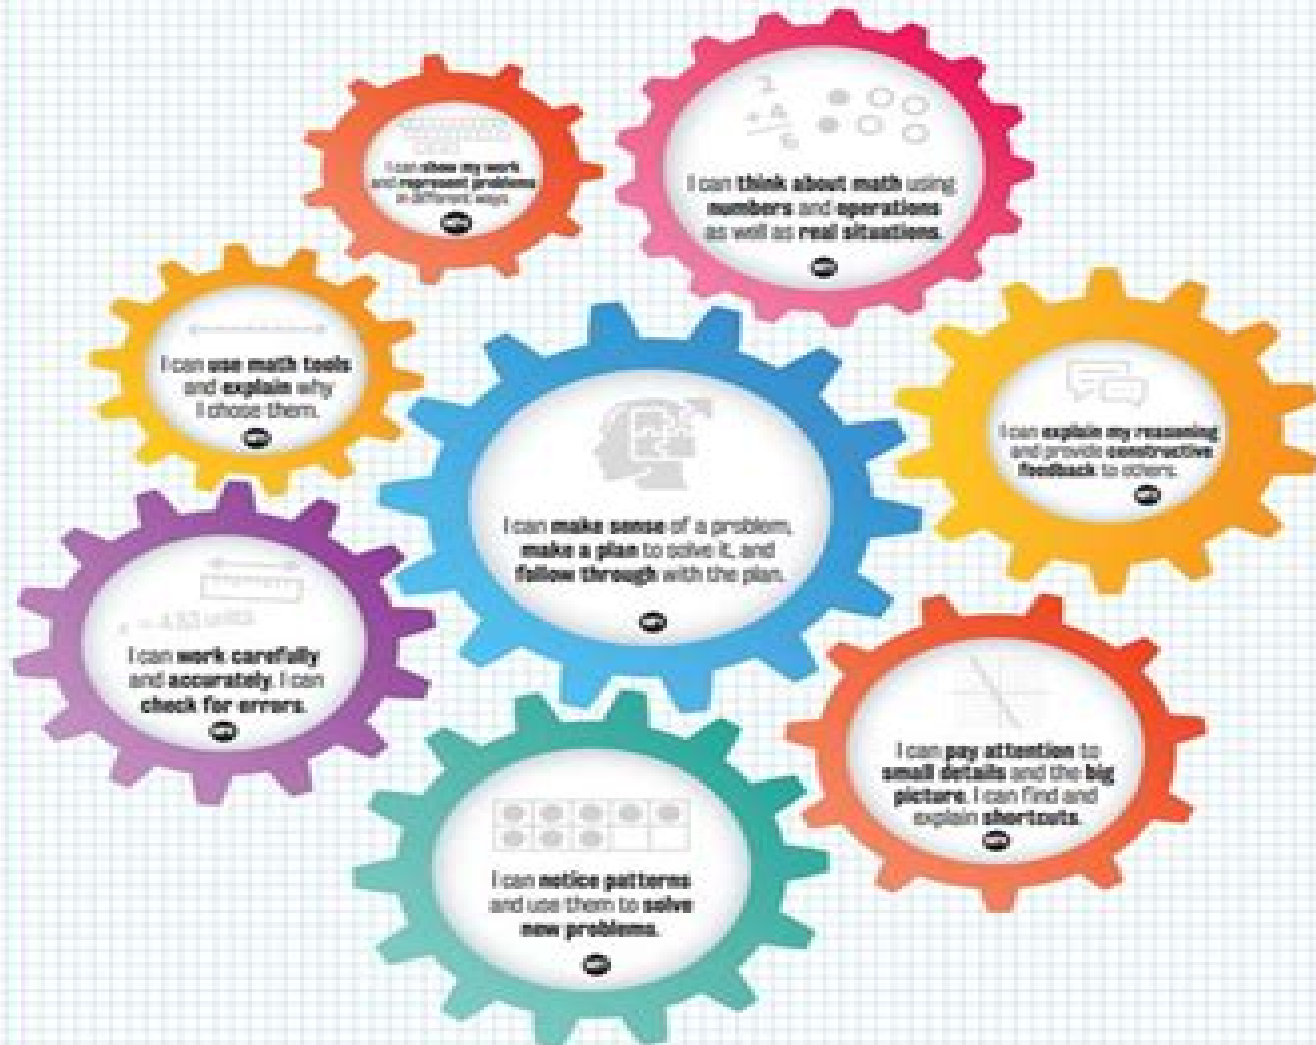 I can show my work
and represent problems
in different ways.
I can think about math using
numbers and operations
as well as real situations.
I can use math tools
and explain why
I chose them.
I can explain my reasoning
and provide constructive
feedback to others.
I can make sense of a problem,
make a plan to solve it, and
follow through with the plan.
I can work carefully
and accurately. I can
check for errors.
I can pay attention to
small details and the big
picture. I can find and
explain shortcuts.
I can notice patterns
and use them to solve
new problems.